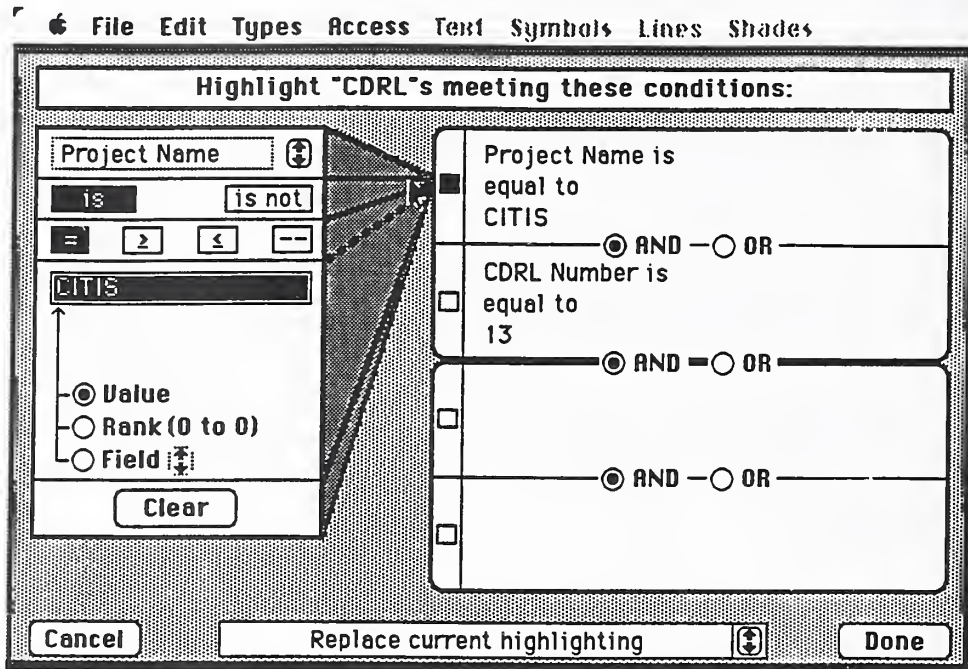 File Edit Types Access Text Symbols Lines Shades
Highlight "CDRL"s meeting these conditions:
Project Name
is is not
= ≥ ≤ --
CITIS
Value
Rank (0 to 0)
Field
Clear
Project Name is
equal to
CITIS
AND OR
CDRL Number is
equal to
13
AND OR
AND OR
Cancel Replace current highlighting Done